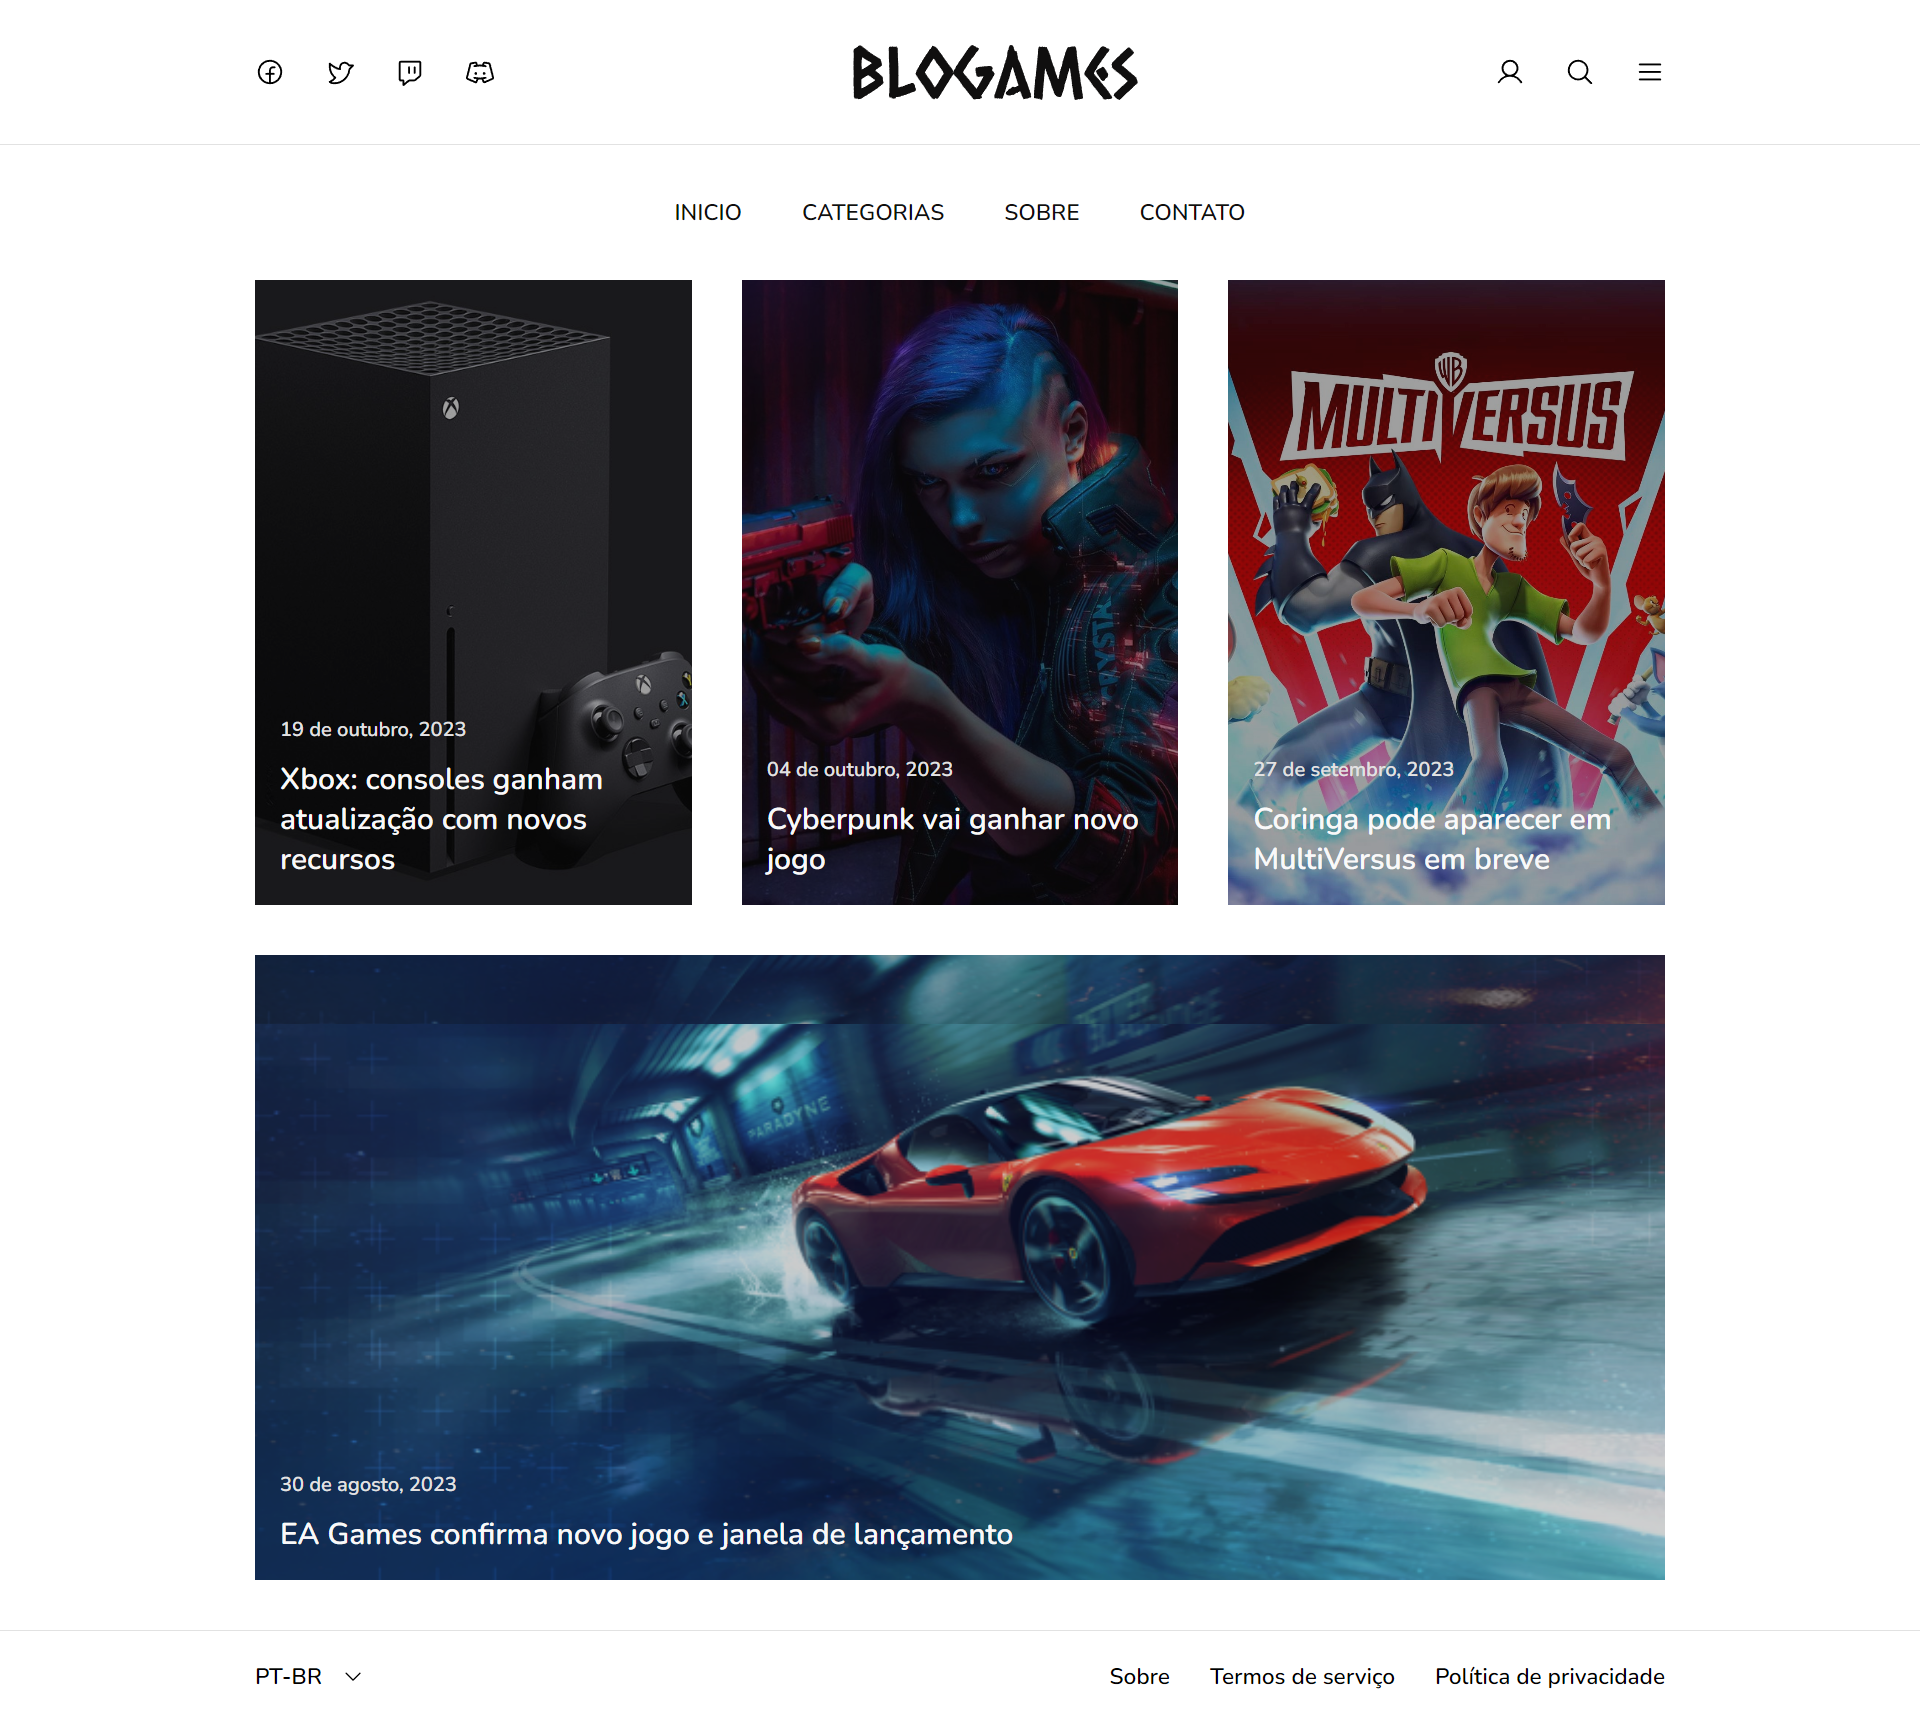 BLOGAMES
INICIO CATEGORIAS SOBRE CONTATO
19 de outubro, 2023
Xbox: consoles ganham
atualização com novos
recursos
04 de outubro, 2023
Cyberpunk vai ganhar novo
jogo
WB
MULTIVERSUS
27 de setembro, 2023
Coringa pode aparecer em
MultiVersus em breve
PARADYNE
30 de agosto, 2023
EA Games confirma novo jogo e janela de lançamento
PT-BR
Sobre Termos de serviço Política de privacidade